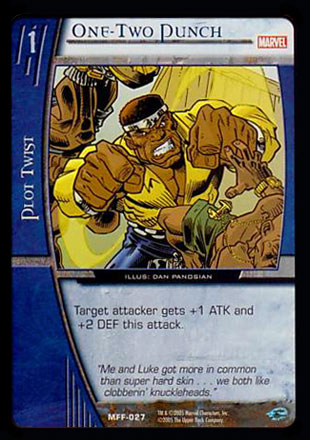 1
ONE-TWO PUNCH
MARVEL
PLOT TWIST
ILLUS: DAN PANOSIAN
Target attacker gets +1 ATK and
+2 DEF this attack.
"Me and Luke got more in common
than super hard skin . . . we both like
clobberin' knuckleheads."
MFF-027
©2005 Marvel Characters, Inc.
©2005 The Upper Deck Company.